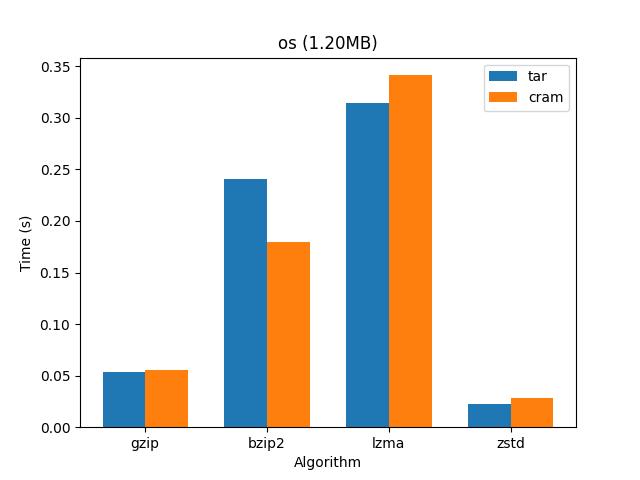 os (1.20MB)
tar
cram
0.35
0.30
0.25
0.20
0.15
0.10
0.05
0.00
Time (s)
gzip bzip2 lzma zstd
Algorithm